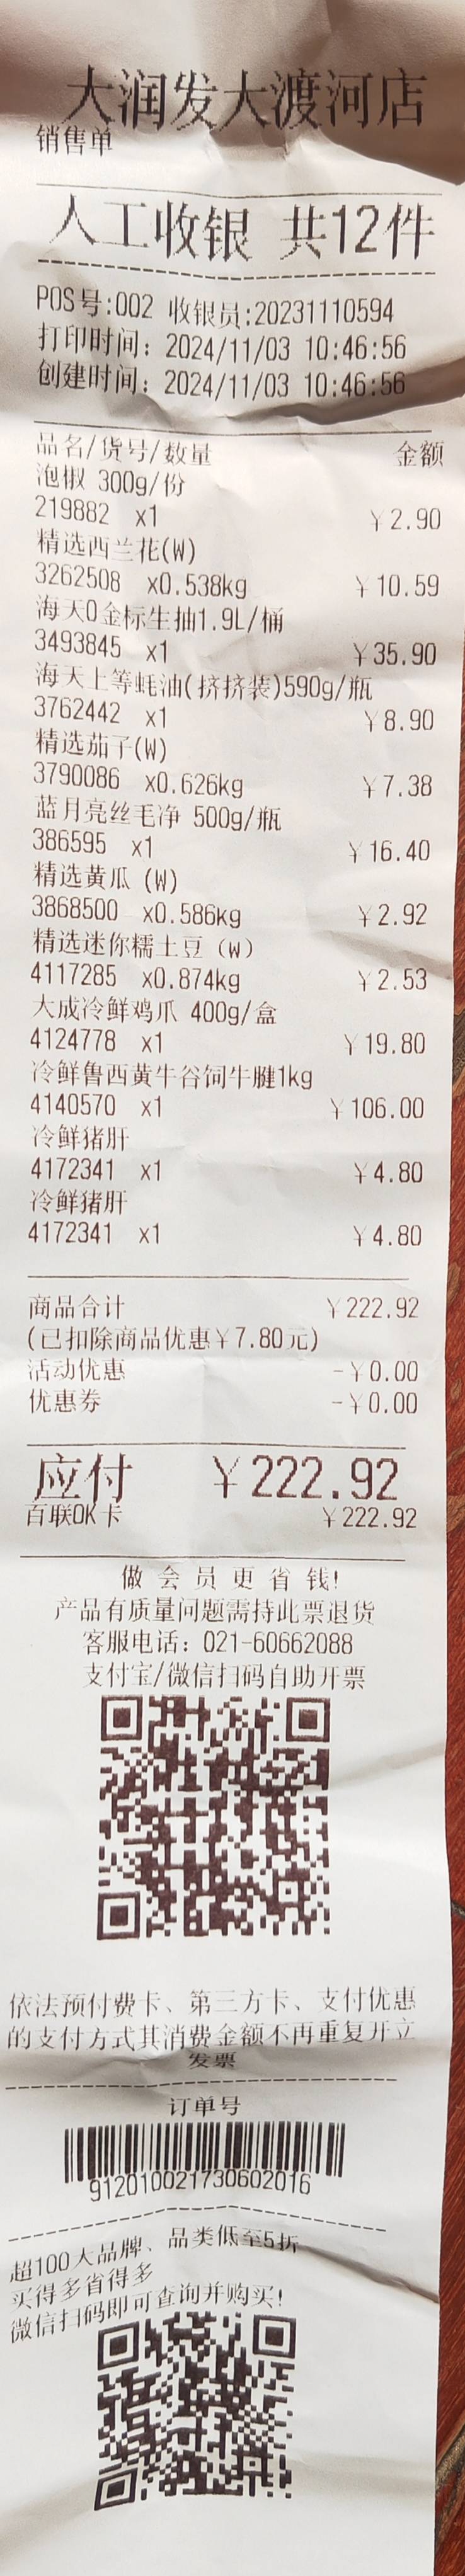 大润发大渡河店
销售单
人工收银 共12件
POS号:002 收银员:20231110594
打印时间: 2024/11/03 10:46:56
创建时间: 2024/11/03 10:46:56
品名/货号/数量 金额
泡椒 300g/份
219882 x1 ¥2.90
精选西兰花(W)
3262508 x0.538kg ¥10.59
海天0金标生抽1.9L/桶
3493845 x1 ¥35.90
海天上等蚝油(挤挤装)590g/瓶
3762442 x1 ¥8.90
精选茄子(W)
3790086 x0.626kg ¥7.38
蓝月亮丝毛净 500g/瓶
386595 x1 ¥16.40
精选黄瓜 (W)
3868500 x0.586kg ¥2.92
精选迷你糯土豆（W）
4117285 x0.874kg ¥2.53
大成冷鲜鸡爪 400g/盒
4124778 x1 ¥19.80
冷鲜鲁西黄牛谷饲牛腱1kg
4140570 x1 ¥106.00
冷鲜猪肝
4172341 x1 ¥4.80
冷鲜猪肝
4172341 x1 ¥4.80
商品合计 ¥222.92
(已扣除商品优惠¥7.80元)
活动优惠 -¥0.00
优惠券 -¥0.00
应付 ¥222.92
百联OK卡 ¥222.92
做会员更省钱!
产品有质量问题需持此票退货
客服电话: 021-60662088
支付宝/微信扫码自助开票
依法预付费卡、第三方卡、支付优惠
的支付方式其消费金额不再重复开立
发票
订单号
912010021730602016
超100大品牌、品类低至5折
买得多省得多
微信扫码即可查询并购买!